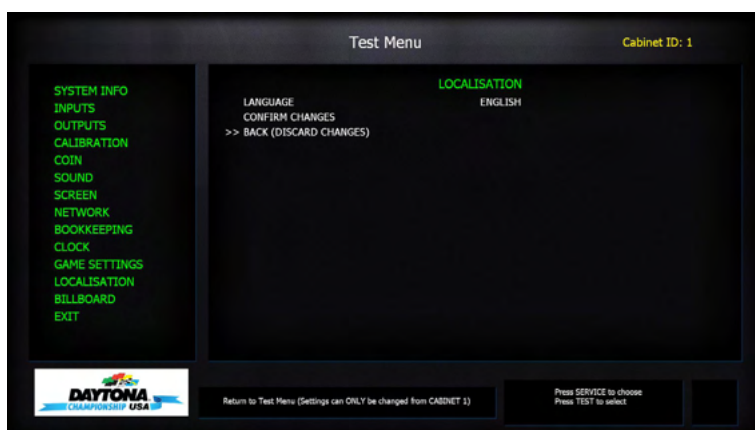 Test Menu
Cabinet ID: 1
SYSTEM INFO
INPUTS
OUTPUTS
CALIBRATION
COIN
SOUND
SCREEN
NETWORK
BOOKKEEPING
CLOCK
GAME SETTINGS
LOCALISATION
BILLBOARD
EXIT
LOCALISATION
LANGUAGE ENGLISH
CONFIRM CHANGES
>> BACK (DISCARD CHANGES)
DAYTONA
CHAMPIONSHIP USA
Return to Test Menu (Settings can ONLY be changed from CABINET 1)
Press SERVICE to choose
Press TEST to select